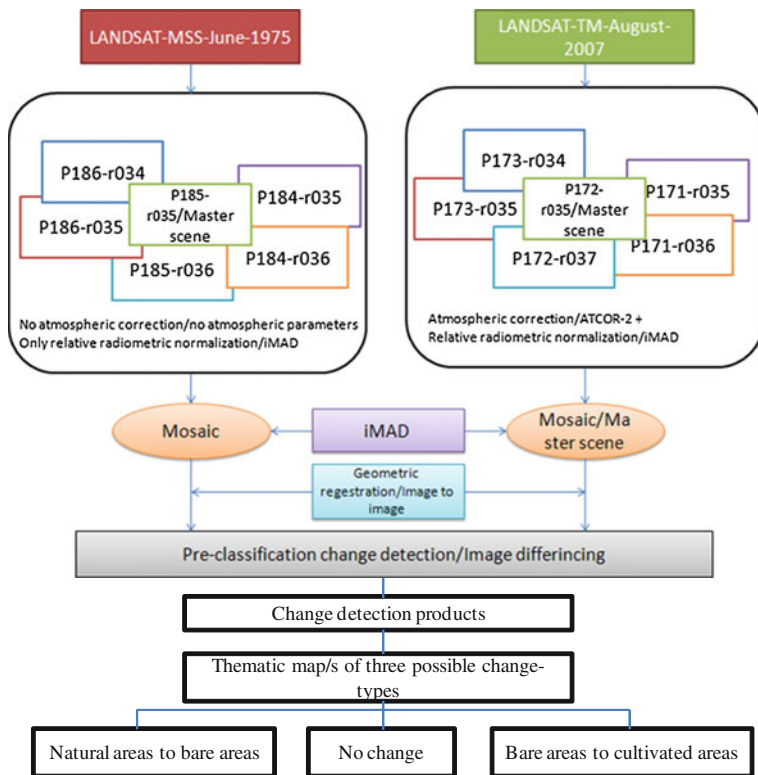 LANDSAT-MSS-June-1975
LANDSAT-TM-August-
2007
P186-r034
P185-
r035/Master
scene
P184-r035
P186-r035
P184-r036
P185-r036
No atmospheric correction/no atmospheric parameters
Only relative radiometric normalization/iMAD
P173-r034
P172-
r035/Master
scene
P171-r035
P173-r035
P171-r036
P172-r037
Atmospheric correction/ATCOR-2 +
Relative radiometric normalization/iMAD
Mosaic
iMAD
Mosaic/Ma
ster scene
Geometric
regestration/Image to
image
Pre-classification change detection/Image differincing
Change detection products
Thematic map/s of three possible change-
types
Natural areas to bare areas
No change
Bare areas to cultivated areas